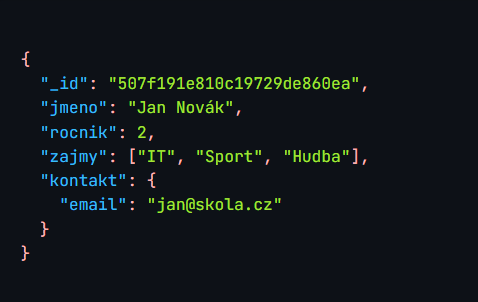 {
  "_id": "507f191e810c19729de860ea",
  "jmeno": "Jan Novák",
  "rocnik": 2,
  "zajmy": ["IT", "Sport", "Hudba"],
  "kontakt": {
    "email": "jan@skola.cz"
  }
}